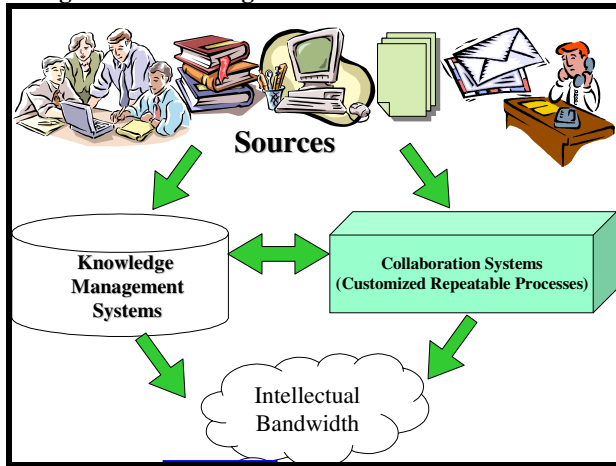 Sources
Knowledge
Management
Systems
Collaboration Systems
(Customized Repeatable Processes)
Intellectual
Bandwidth